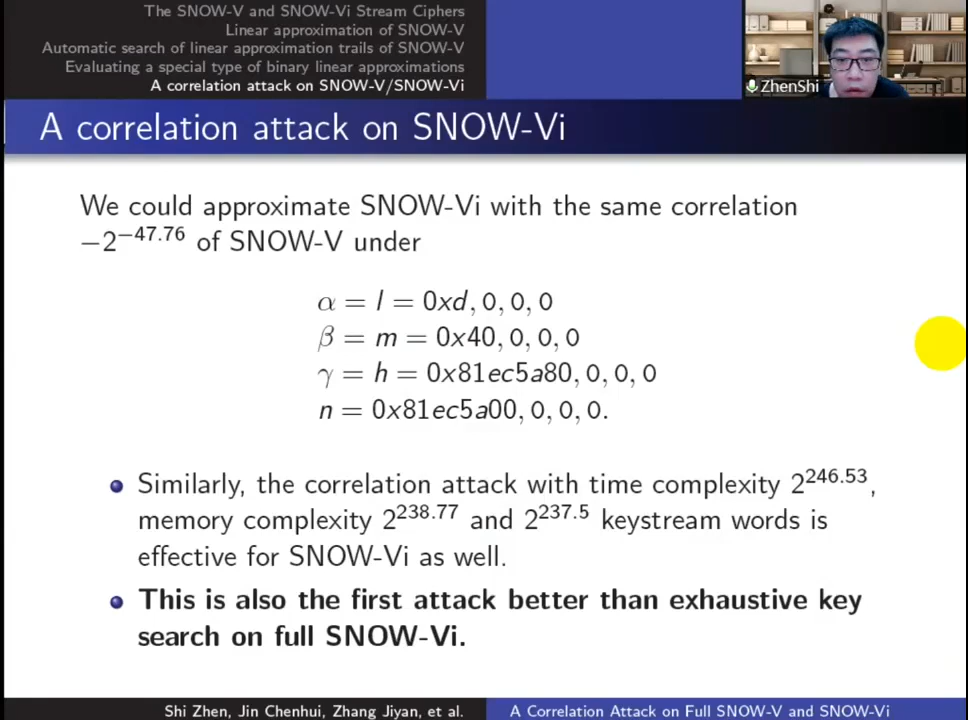 The SNOW-V and SNOW-Vi Stream Ciphers
Linear approximation of SNOW-V
Automatic search of linear approximation trails of SNOW-V
Evaluating a special type of binary linear approximations
A correlation attack on SNOW-V/SNOW-Vi
ZhenShi
A correlation attack on SNOW-Vi
We could approximate SNOW-Vi with the same correlation
−2^−47.76 of SNOW-V under
α = l = 0xd, 0, 0, 0
β = m = 0x40, 0, 0, 0
γ = h = 0x81ec5a80, 0, 0, 0
n = 0x81ec5a00, 0, 0, 0.
Similarly, the correlation attack with time complexity 2^246.53,
memory complexity 2^238.77 and 2^237.5 keystream words is
effective for SNOW-Vi as well.
This is also the first attack better than exhaustive key
search on full SNOW-Vi.
Shi Zhen, Jin Chenhui, Zhang Jiyan, et al.
A Correlation Attack on Full SNOW-V and SNOW-Vi